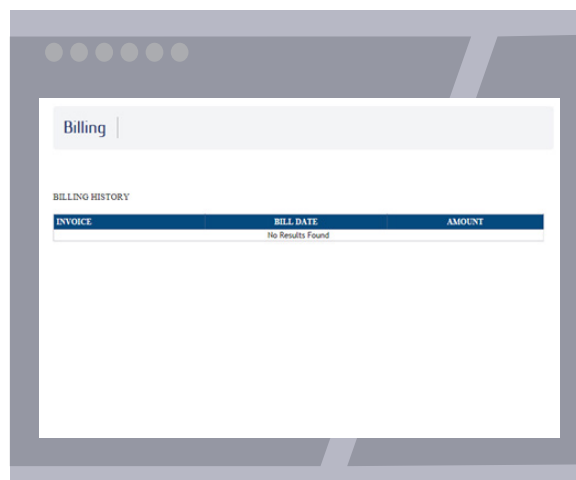 Billing
BILLING HISTORY
INVOICE BILL DATE AMOUNT
No Results Found